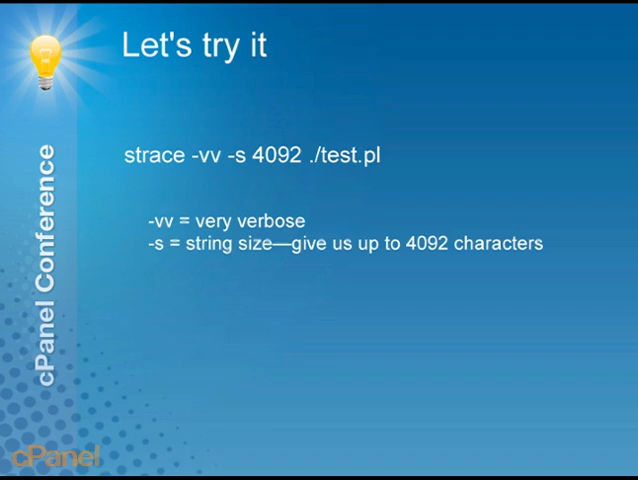 Let's try it
strace -vv -s 4092 ./test.pl
-vv = very verbose
-s = string size—give us up to 4092 characters
cPanel Conference
cPanel